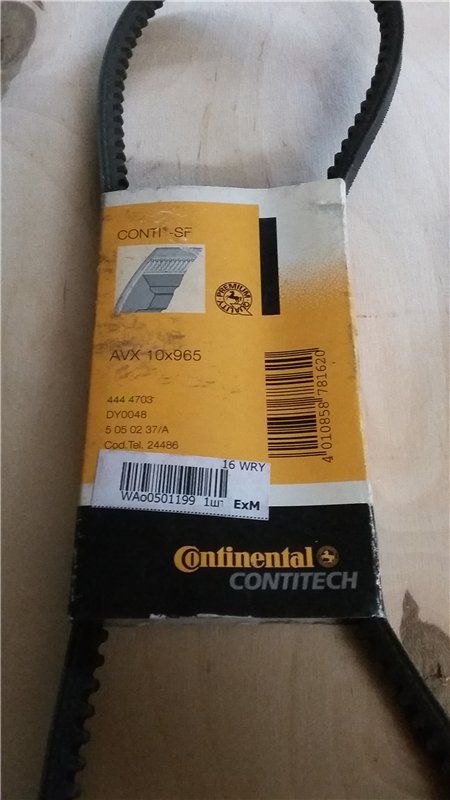 CONTI®-SF
PREMIUM QUALITY
AVX 10x965
444 4703
DY0048
5 05 02 37/A
Cod.Tel. 24486
4 010858 781620
16 WRY
WAo0501199 1шт ExM
Continental
CONTITECH